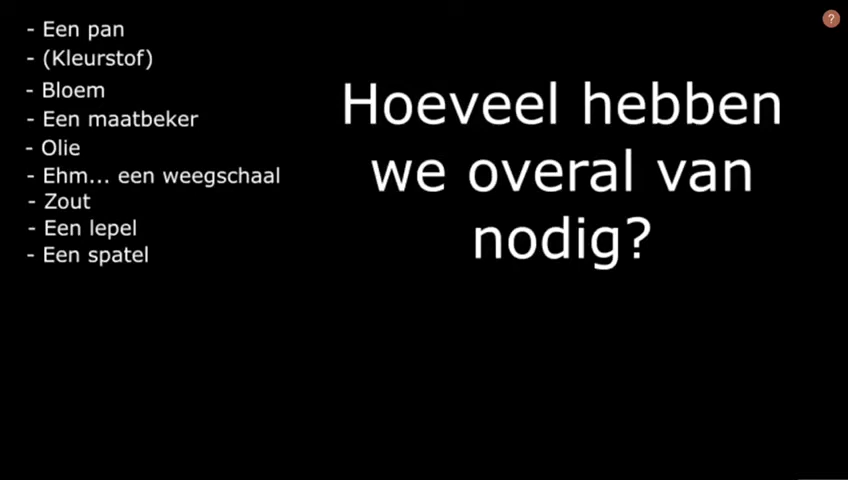 - Een pan
- (Kleurstof)
- Bloem
- Een maatbeker
- Olie
- Ehm... een weegschaal
- Zout
- Een lepel
- Een spatel
Hoeveel hebben
we overal van
nodig?
?